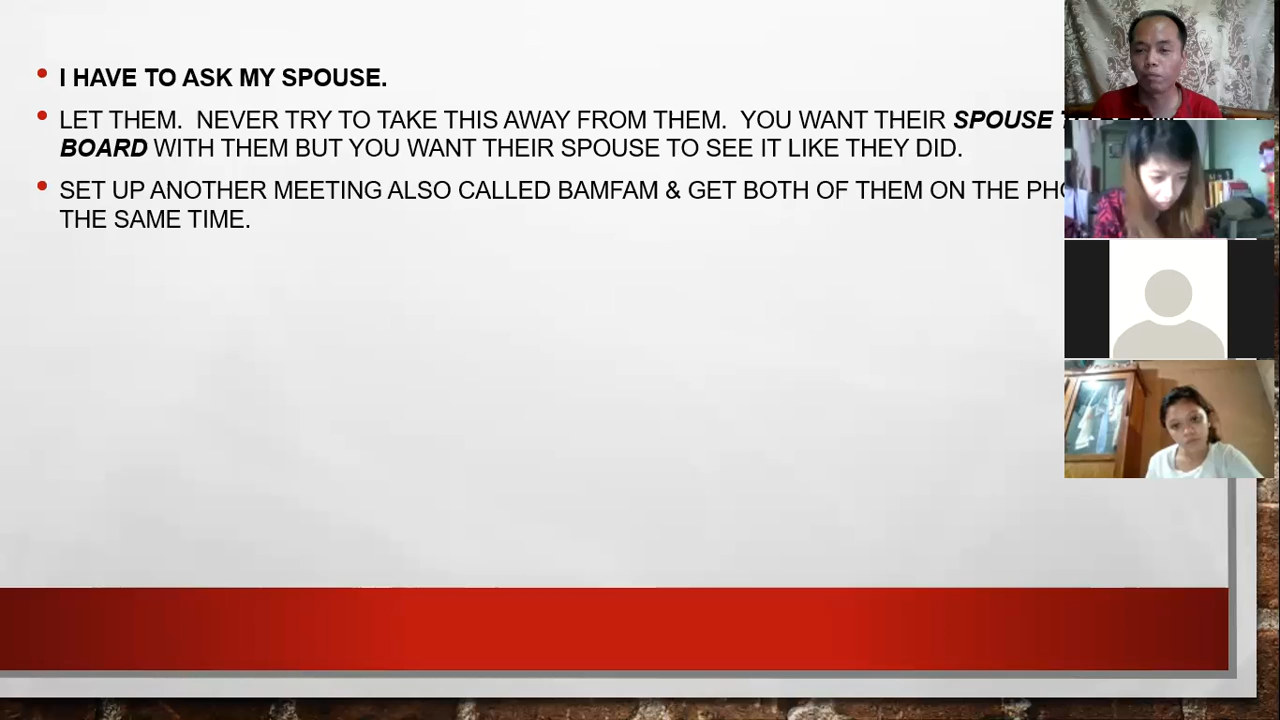 I HAVE TO ASK MY SPOUSE.
LET THEM. NEVER TRY TO TAKE THIS AWAY FROM THEM. YOU WANT THEIR SPOUSE
BOARD WITH THEM BUT YOU WANT THEIR SPOUSE TO SEE IT LIKE THEY DID.
SET UP ANOTHER MEETING ALSO CALLED BAMFAM & GET BOTH OF THEM ON THE
THE SAME TIME.